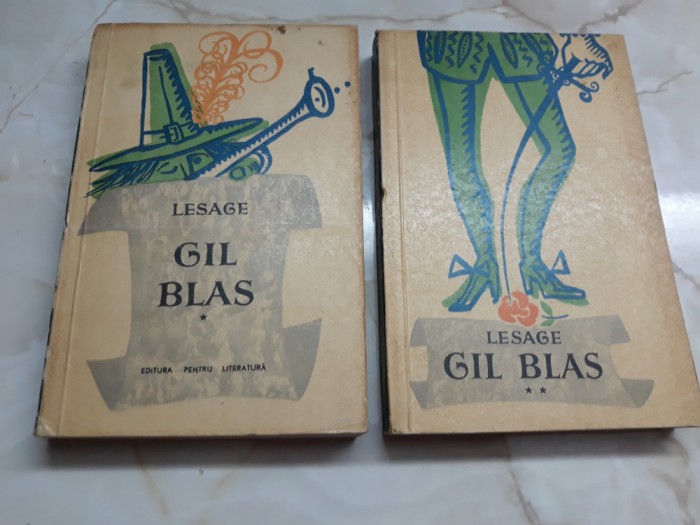 LESAGE
GIL
BLAS
*
EDITURA PENTRU LITERATURĂ
LESAGE
GIL BLAS
**